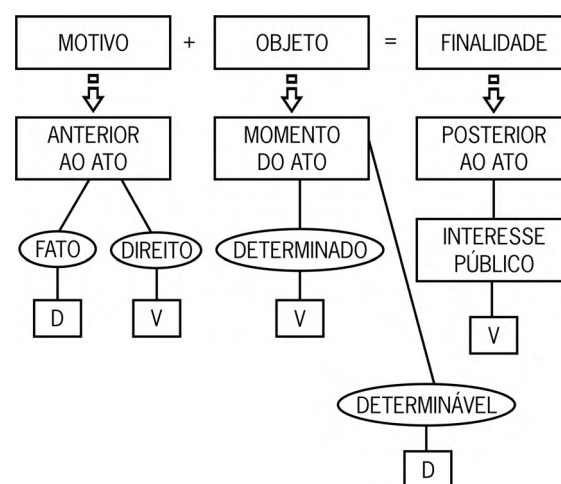 MOTIVO + OBJETO = FINALIDADE
ANTERIOR
AO ATO
MOMENTO
DO ATO
POSTERIOR
AO ATO
FATO
DIREITO
DETERMINADO
INTERESSE
PÚBLICO
D
V
V
V
DETERMINÁVEL
D